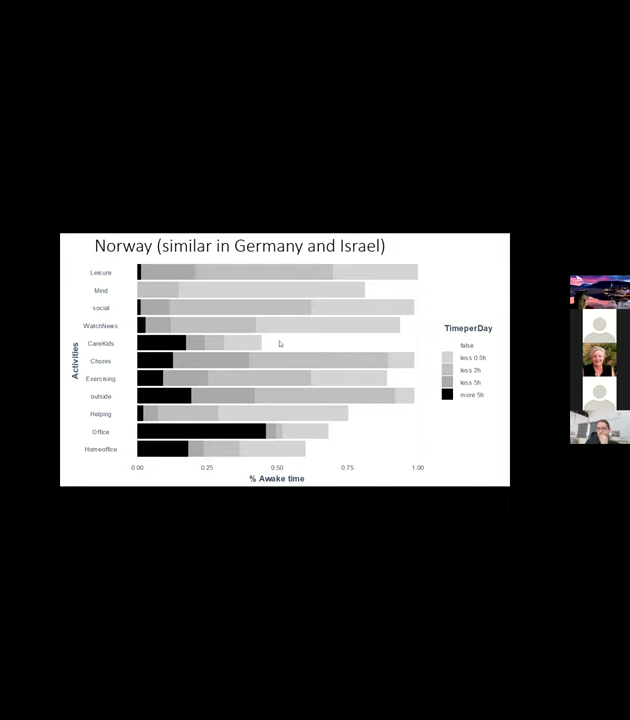 Norway (similar in Germany and Israel)
Leisure
Mind
social
WatchNews
CareKids
Chores
Exercising
outside
Helping
Office
Homeoffice
Activities
0.00 0.25 0.50 0.75 1.00
% Awake time
TimeperDay
false
less 0.5h
less 2h
less 5h
more 5h